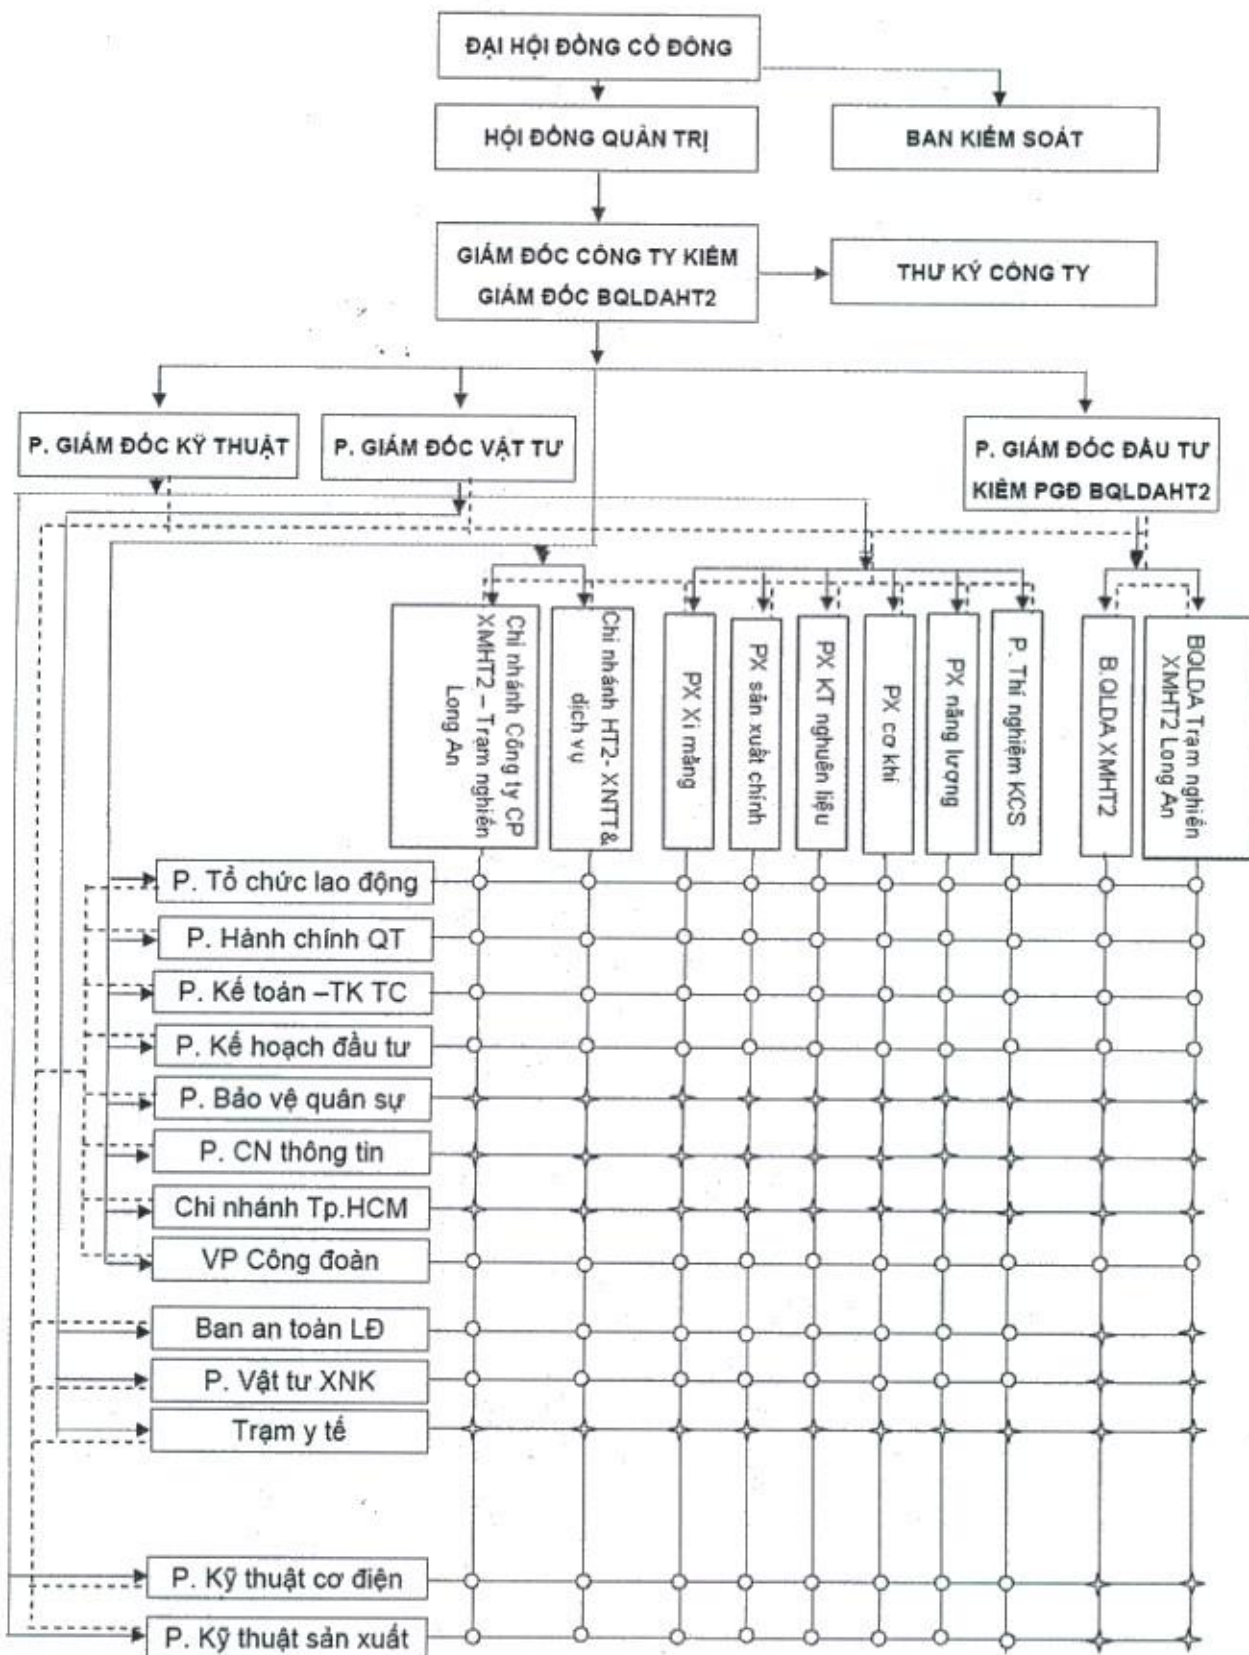 ĐẠI HỘI ĐỒNG CỔ ĐÔNG
HỘI ĐỒNG QUẢN TRỊ
BAN KIỂM SOÁT
GIÁM ĐỐC CÔNG TY KIÊM
GIÁM ĐỐC BQLDAHT2
THƯ KÝ CÔNG TY
P. GIÁM ĐỐC KỸ THUẬT
P. GIÁM ĐỐC VẬT TƯ
P. GIÁM ĐỐC ĐẦU TƯ
KIÊM PGĐ BQLDAHT2
Chi nhánh Công ty CP
XMHT2 – Trạm nghiền
Long An
Chi nhánh HT2- XNTT&
dịch vụ
PX Xi măng
PX sản xuất chính
PX KT nghuên liệu
PX cơ khí
PX năng lượng
P. Thí nghiệm KCS
B.QLDA XMHT2
BQLDA Trạm nghiền
XMHT2 Long An
P. Tổ chức lao động
P. Hành chính QT
P. Kế toán –TK TC
P. Kế hoạch đầu tư
P. Bảo vệ quân sự
P. CN thông tin
Chi nhánh Tp.HCM
VP Công đoàn
Ban an toàn LĐ
P. Vật tư XNK
Trạm y tế
P. Kỹ thuật cơ điện
P. Kỹ thuật sản xuất